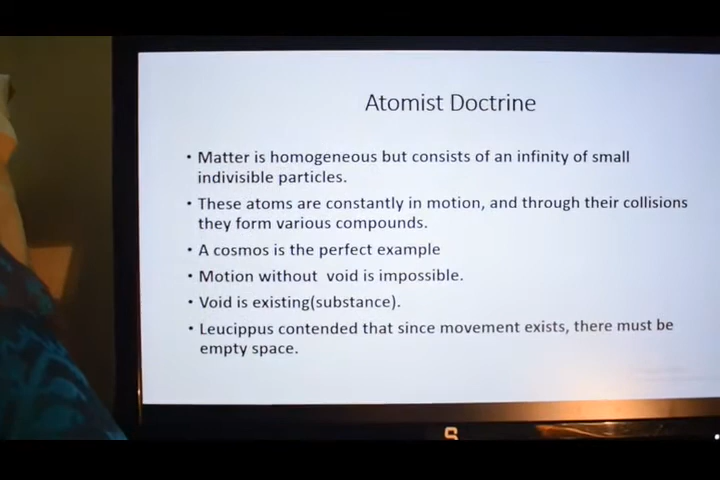 Atomist Doctrine
• Matter is homogeneous but consists of an infinity of small
indivisible particles.
• These atoms are constantly in motion, and through their collisions
they form various compounds.
• A cosmos is the perfect example
• Motion without void is impossible.
• Void is existing(substance).
• Leucippus contended that since movement exists, there must be
empty space.